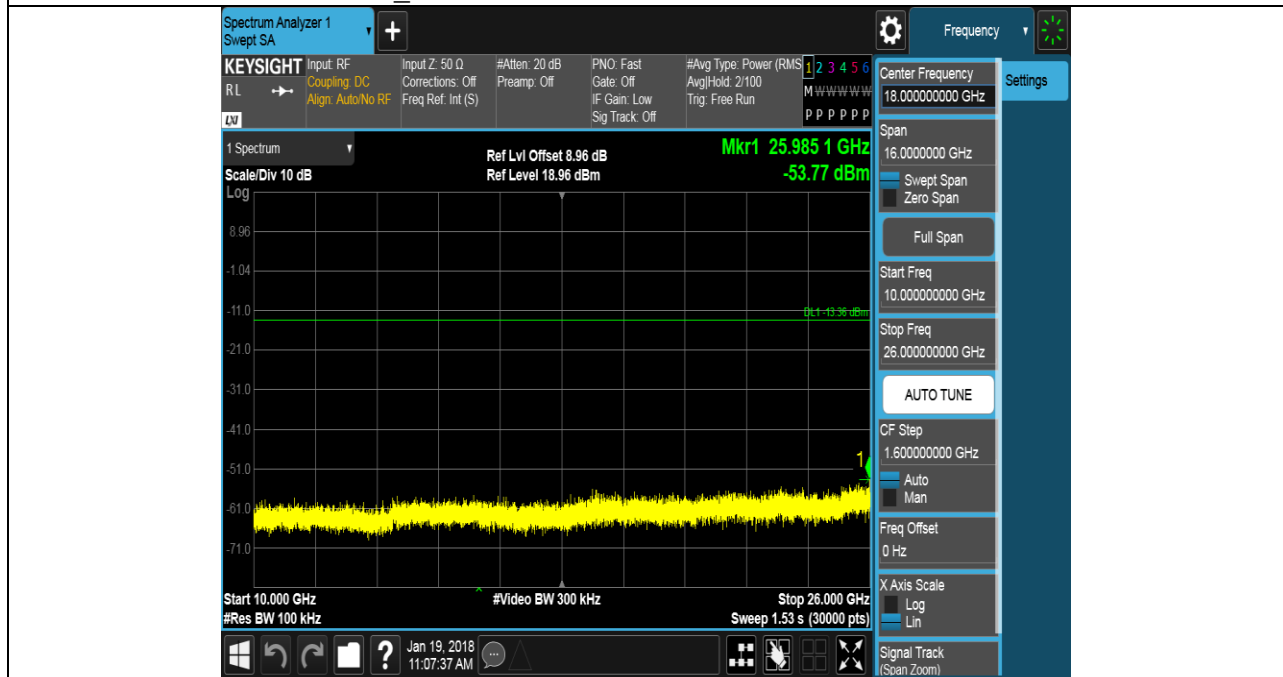 Spectrum Analyzer 1
Swept SA
+
Frequency
KEYSIGHT
RL
LXI
Input: RF
Coupling: DC
Align: Auto/No RF
Input Z: 50 Ω
Corrections: Off
Freq Ref: Int (S)
#Atten: 20 dB
Preamp: Off
PNO: Fast
Gate: Off
IF Gain: Low
Sig Track: Off
#Avg Type: Power (RMS
Avg|Hold: 2/100
Trig: Free Run
1 2 3 4 5 6
M W W W W W
P P P P P P
1 Spectrum
Scale/Div 10 dB
Ref Lvl Offset 8.96 dB
Ref Level 18.96 dBm
Mkr1 25.985 1 GHz
-53.77 dBm
Log
8.96
-1.04
-11.0
DL1 -13.36 dBm
-21.0
-31.0
-41.0
-51.0
1
-61.0
-71.0
Start 10.000 GHz
#Res BW 100 kHz
#Video BW 300 kHz
Stop 26.000 GHz
Sweep 1.53 s (30000 pts)
Center Frequency
18.000000000 GHz
Span
16.0000000 GHz
Swept Span
Zero Span
Full Span
Start Freq
10.000000000 GHz
Stop Freq
26.000000000 GHz
AUTO TUNE
CF Step
1.600000000 GHz
Auto
Man
Freq Offset
0 Hz
X Axis Scale
Log
Lin
Signal Track
(Span Zoom)
Settings
?
Jan 19, 2018
11:07:37 AM